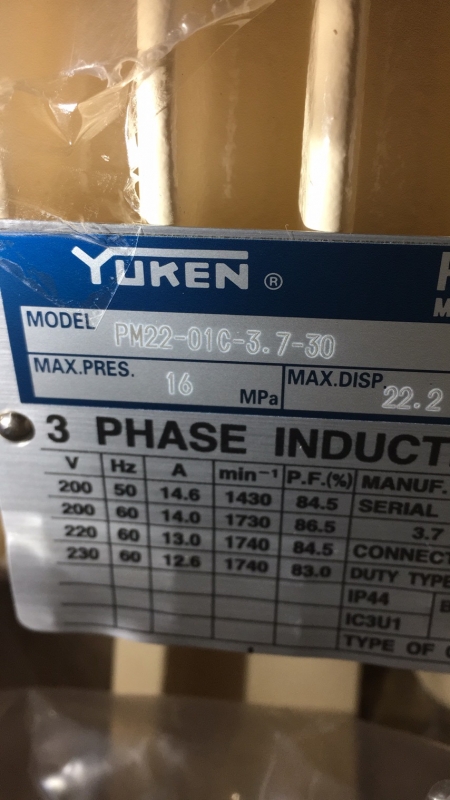 YUKEN ®
MODEL PM22-01C-3.7-30
MAX.PRES. 16 MPa MAX.DISP. 22.2
3 PHASE INDUCT
V Hz A min⁻¹ P.F.(%) MANUF.
200 50 14.6 1430 84.5 SERIAL
200 60 14.0 1730 86.5 3.7
220 60 13.0 1740 84.5 CONNECT
230 60 12.6 1740 83.0 DUTY TYPE
IP44
IC3U1
TYPE OF